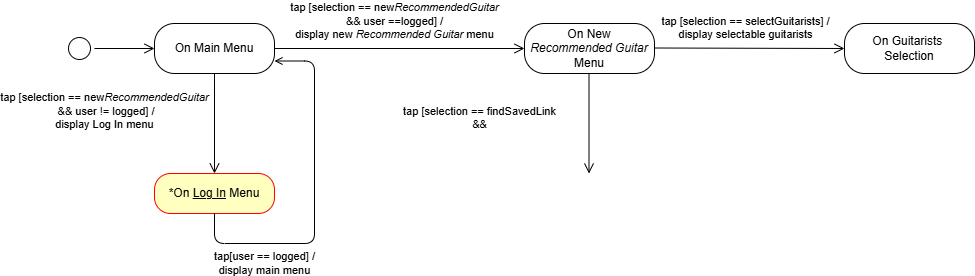 tap [selection == newRecommendedGuitar
&& user ==logged] /
display new Recommended Guitar menu
tap [selection == selectGuitarists] /
display selectable guitarists
On Main Menu
On New
Recommended Guitar
Menu
On Guitarists
Selection
tap [selection == newRecommendedGuitar
&& user != logged] /
display Log In menu
tap [selection == findSavedLink
&&
*On Log In Menu
tap[user == logged] /
display main menu